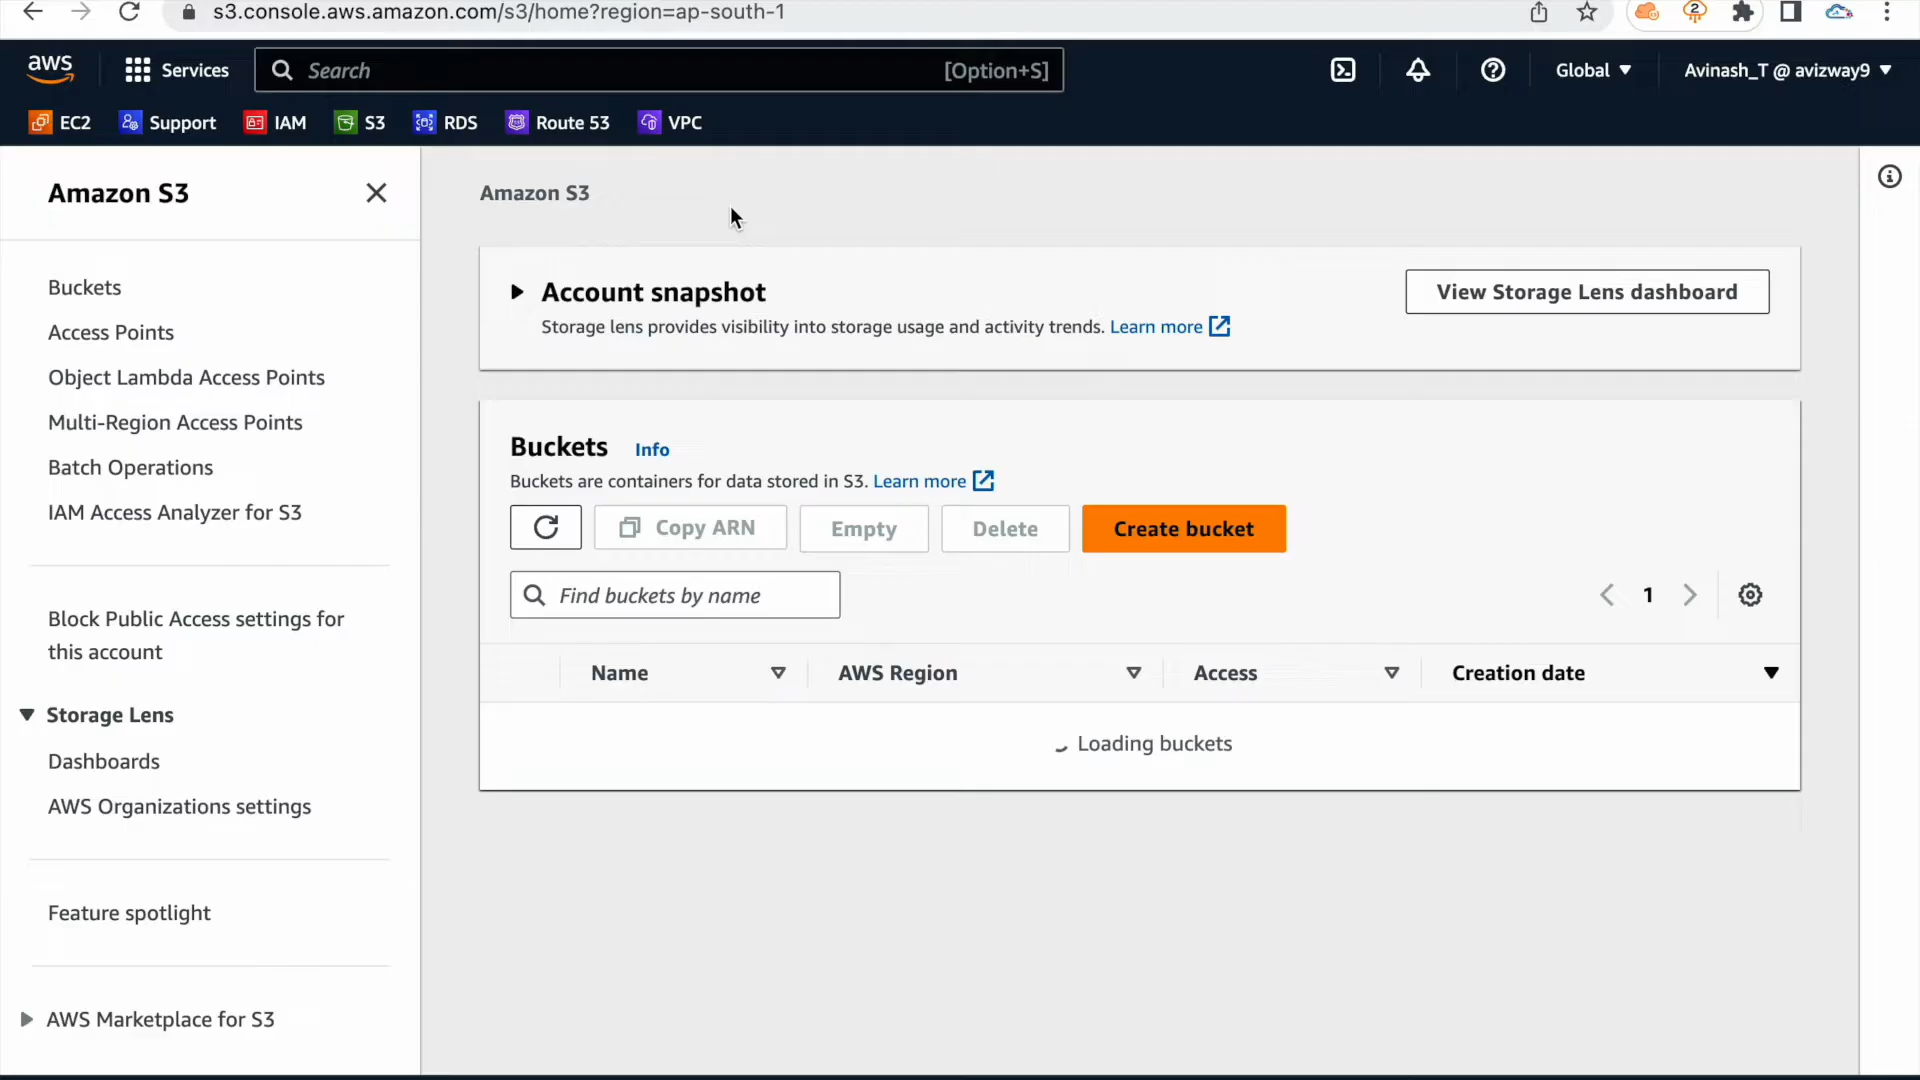 s3.console.aws.amazon.com/s3/home?region=ap-south-1
2
aws
Services
Search
[Option+S]
Global
Avinash_T @ avizway9
EC2
Support
IAM
S3
RDS
Route 53
VPC
Amazon S3
Buckets
Access Points
Object Lambda Access Points
Multi-Region Access Points
Batch Operations
IAM Access Analyzer for S3
Block Public Access settings for
this account
Storage Lens
Dashboards
AWS Organizations settings
Feature spotlight
AWS Marketplace for S3
Amazon S3
Account snapshot
Storage lens provides visibility into storage usage and activity trends. Learn more
View Storage Lens dashboard
Buckets Info
Buckets are containers for data stored in S3. Learn more
Copy ARN
Empty
Delete
Create bucket
Find buckets by name
1
Name
AWS Region
Access
Creation date
Loading buckets